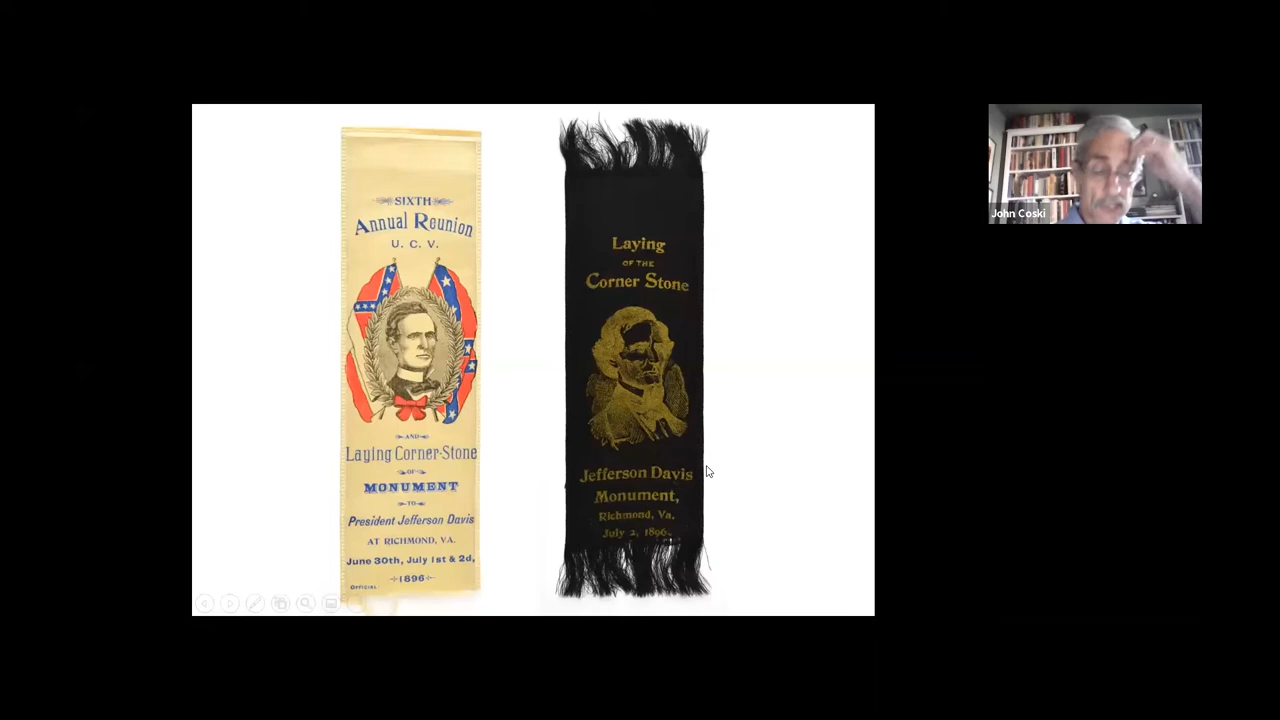 SIXTH
Annual Reunion
U. C. V.
AND
Laying Corner-Stone
OF
MONUMENT
TO
President Jefferson Davis
AT RICHMOND, VA.
June 30th, July 1st & 2d,
1896
OFFICIAL
Laying
OF THE
Corner Stone
Jefferson Davis
Monument,
Richmond, Va.
July 2, 1896.
John Coski